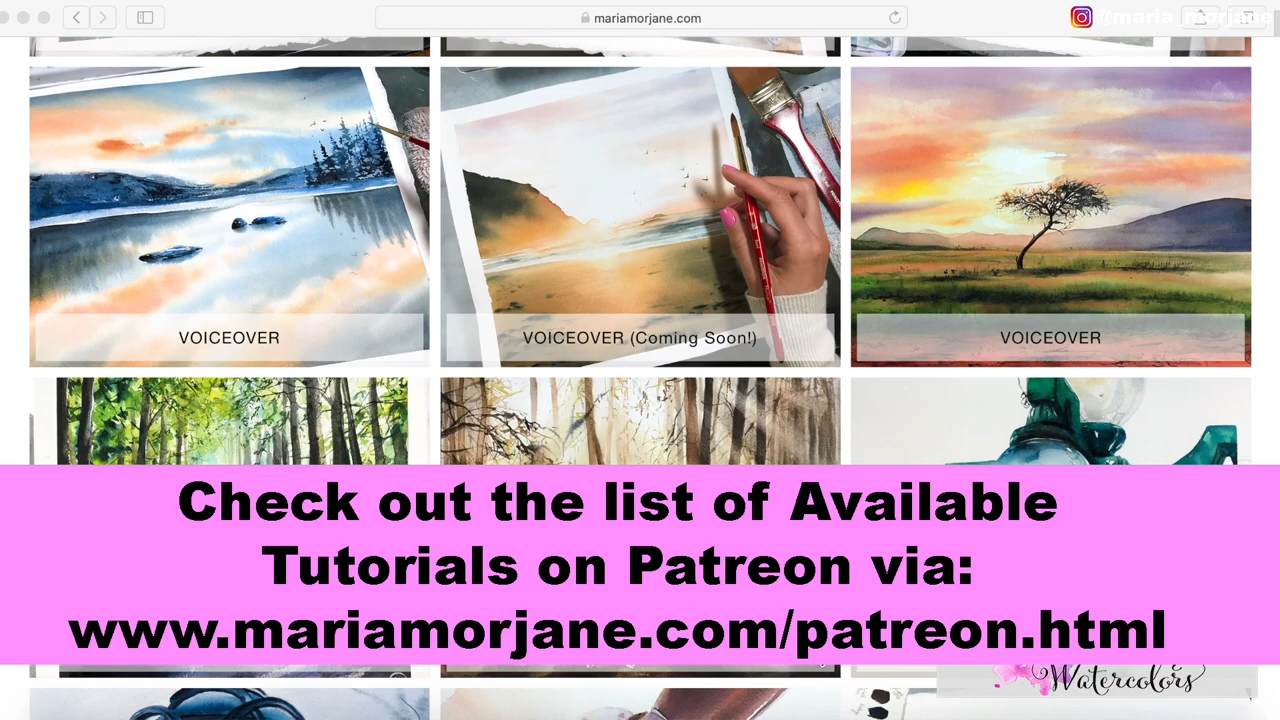 mariamorjane.com
@maria_morjane
VOICEOVER
VOICEOVER (Coming Soon!)
VOICEOVER
Check out the list of Available
Tutorials on Patreon via:
www.mariamorjane.com/patreon.html
Watercolors